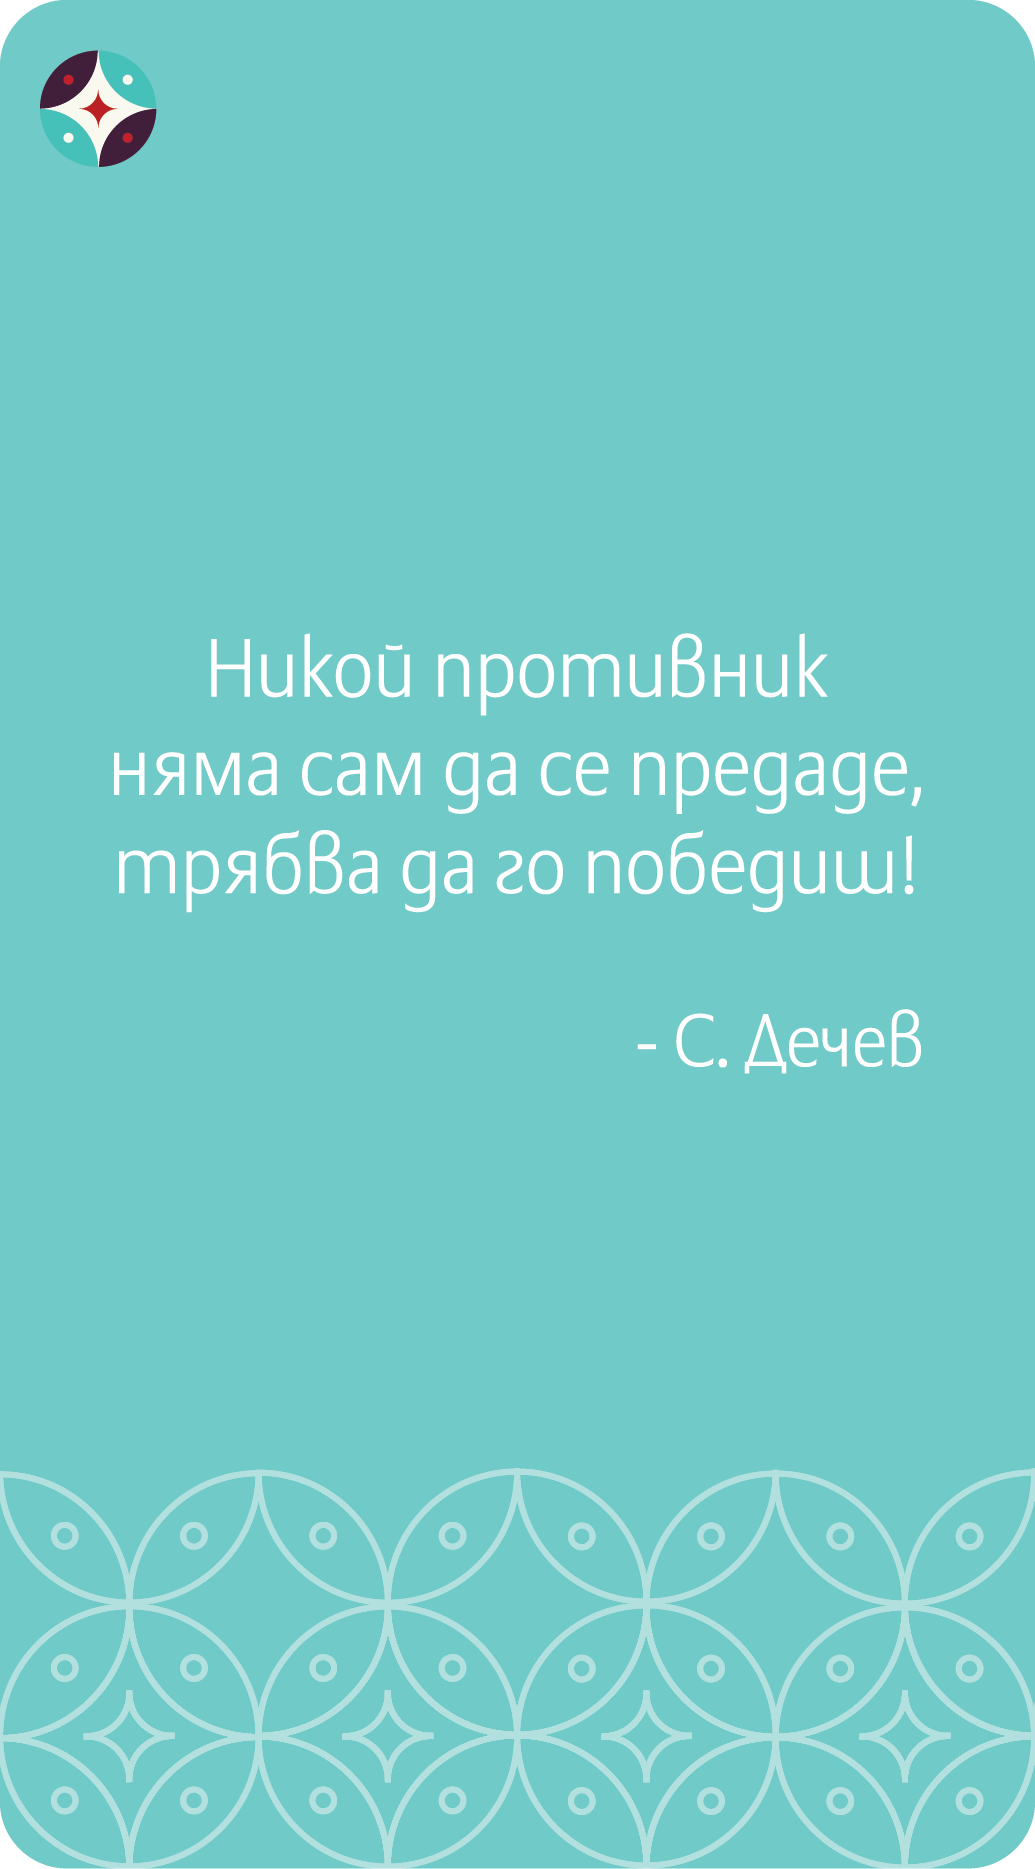 Никой противник
няма сам да се предаде,
трябва да го победиш!
- С. Дечев